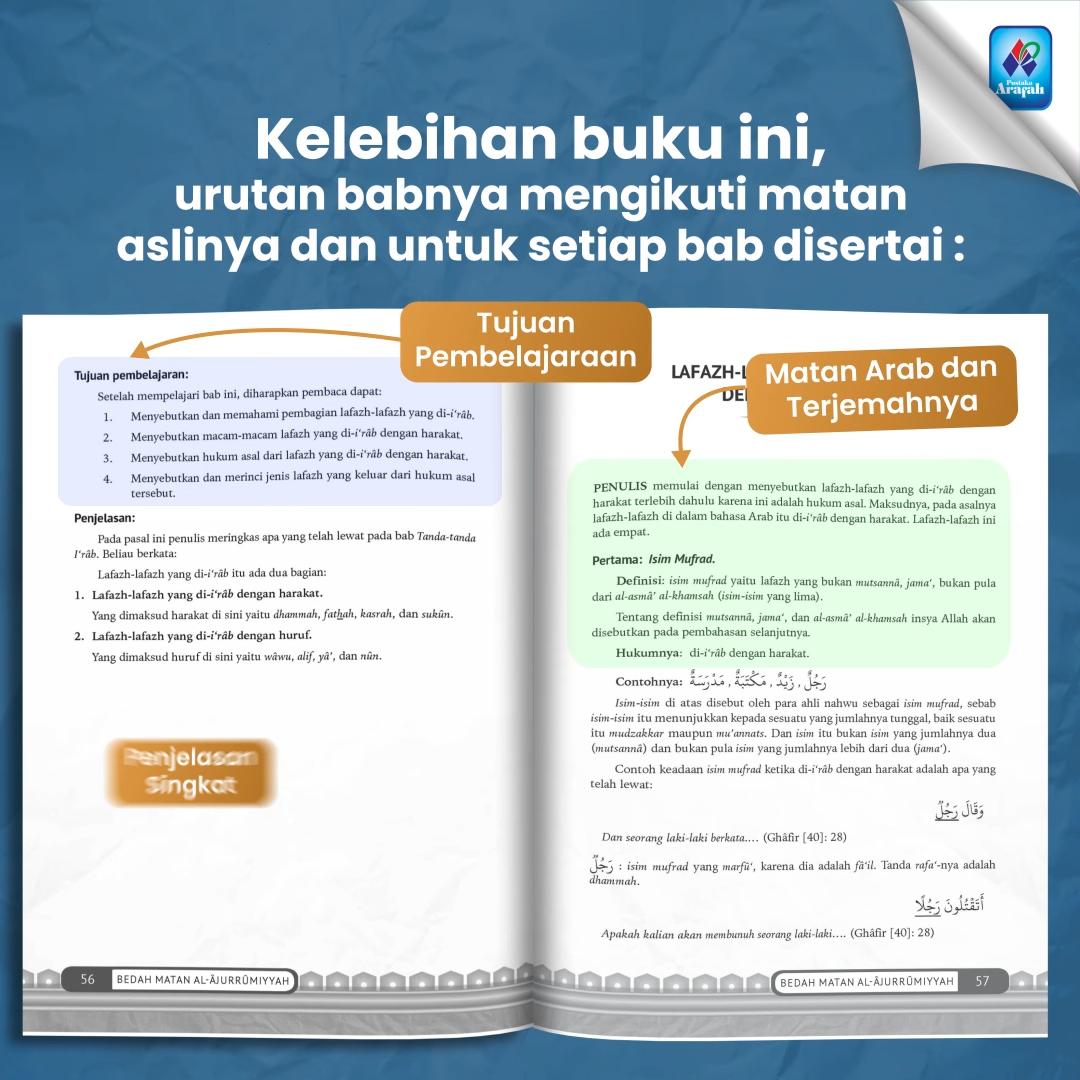 Pustaka
Arafah
Kelebihan buku ini,
urutan babnya mengikuti matan
aslinya dan untuk setiap bab disertai :
Tujuan
Pembelajaraan
Tujuan pembelajaran:
Setelah mempelajari bab ini, diharapkan pembaca dapat:
1. Menyebutkan dan memahami pembagian lafazh-lafazh yang di-i‘râb.
2. Menyebutkan macam-macam lafazh yang di-i‘râb dengan harakat.
3. Menyebutkan hukum asal dari lafazh yang di-i‘râb dengan harakat.
4. Menyebutkan dan merinci jenis lafazh yang keluar dari hukum asal
tersebut.
Penjelasan:
Pada pasal ini penulis meringkas apa yang telah lewat pada bab Tanda-tanda
I‘râb. Beliau berkata:
Lafazh-lafazh yang di-i‘râb itu ada dua bagian:
1. Lafazh-lafazh yang di-i‘râb dengan harakat.
Yang dimaksud harakat di sini yaitu dhammah, fathah, kasrah, dan sukûn.
2. Lafazh-lafazh yang di-i‘râb dengan huruf.
Yang dimaksud huruf di sini yaitu wâwu, alif, yâ’, dan nûn.
Penjelasan
Singkat
56 BEDAH MATAN AL-ÂJURRÛMIYYAH
LAFAZH-L
DE
Matan Arab dan
Terjemahnya
PENULIS memulai dengan menyebutkan lafazh-lafazh yang di-i‘râb dengan
harakat terlebih dahulu karena ini adalah hukum asal. Maksudnya, pada asalnya
lafazh-lafazh di dalam bahasa Arab itu di-i‘râb dengan harakat. Lafazh-lafazh ini
ada empat.
Pertama: Isim Mufrad.
Definisi: isim mufrad yaitu lafazh yang bukan mutsannâ, jama‘, bukan pula
dari al-asmâ’ al-khamsah (isim-isim yang lima).
Tentang definisi mutsannâ, jama‘, dan al-asmâ’ al-khamsah insya Allah akan
disebutkan pada pembahasan selanjutnya.
Hukumnya: di-i‘râb dengan harakat.
Contohnya: رَجُلٌ , زَيْدٌ , مَكْتَبَةٌ , مَدْرَسَةٌ
Isim-isim di atas disebut oleh para ahli nahwu sebagai isim mufrad, sebab
isim-isim itu menunjukkan kepada sesuatu yang jumlahnya tunggal, baik sesuatu
itu mudzakkar maupun mu’annats. Dan isim itu bukan isim yang jumlahnya dua
(mutsannâ) dan bukan pula isim yang jumlahnya lebih dari dua (jama‘).
Contoh keadaan isim mufrad ketika di-i‘râb dengan harakat adalah apa yang
telah lewat:
وَقَالَ رَجُلٌ
Dan seorang laki-laki berkata.... (Ghâfir [40]: 28)
رَجُلٌ : isim mufrad yang marfû‘, karena dia adalah fâ‘il. Tanda rafa‘-nya adalah
dhammah.
أَتَقْتُلُونَ رَجُلًا
Apakah kalian akan membunuh seorang laki-laki.... (Ghâfir [40]: 28)
BEDAH MATAN AL-ÂJURRÛMIYYAH 57